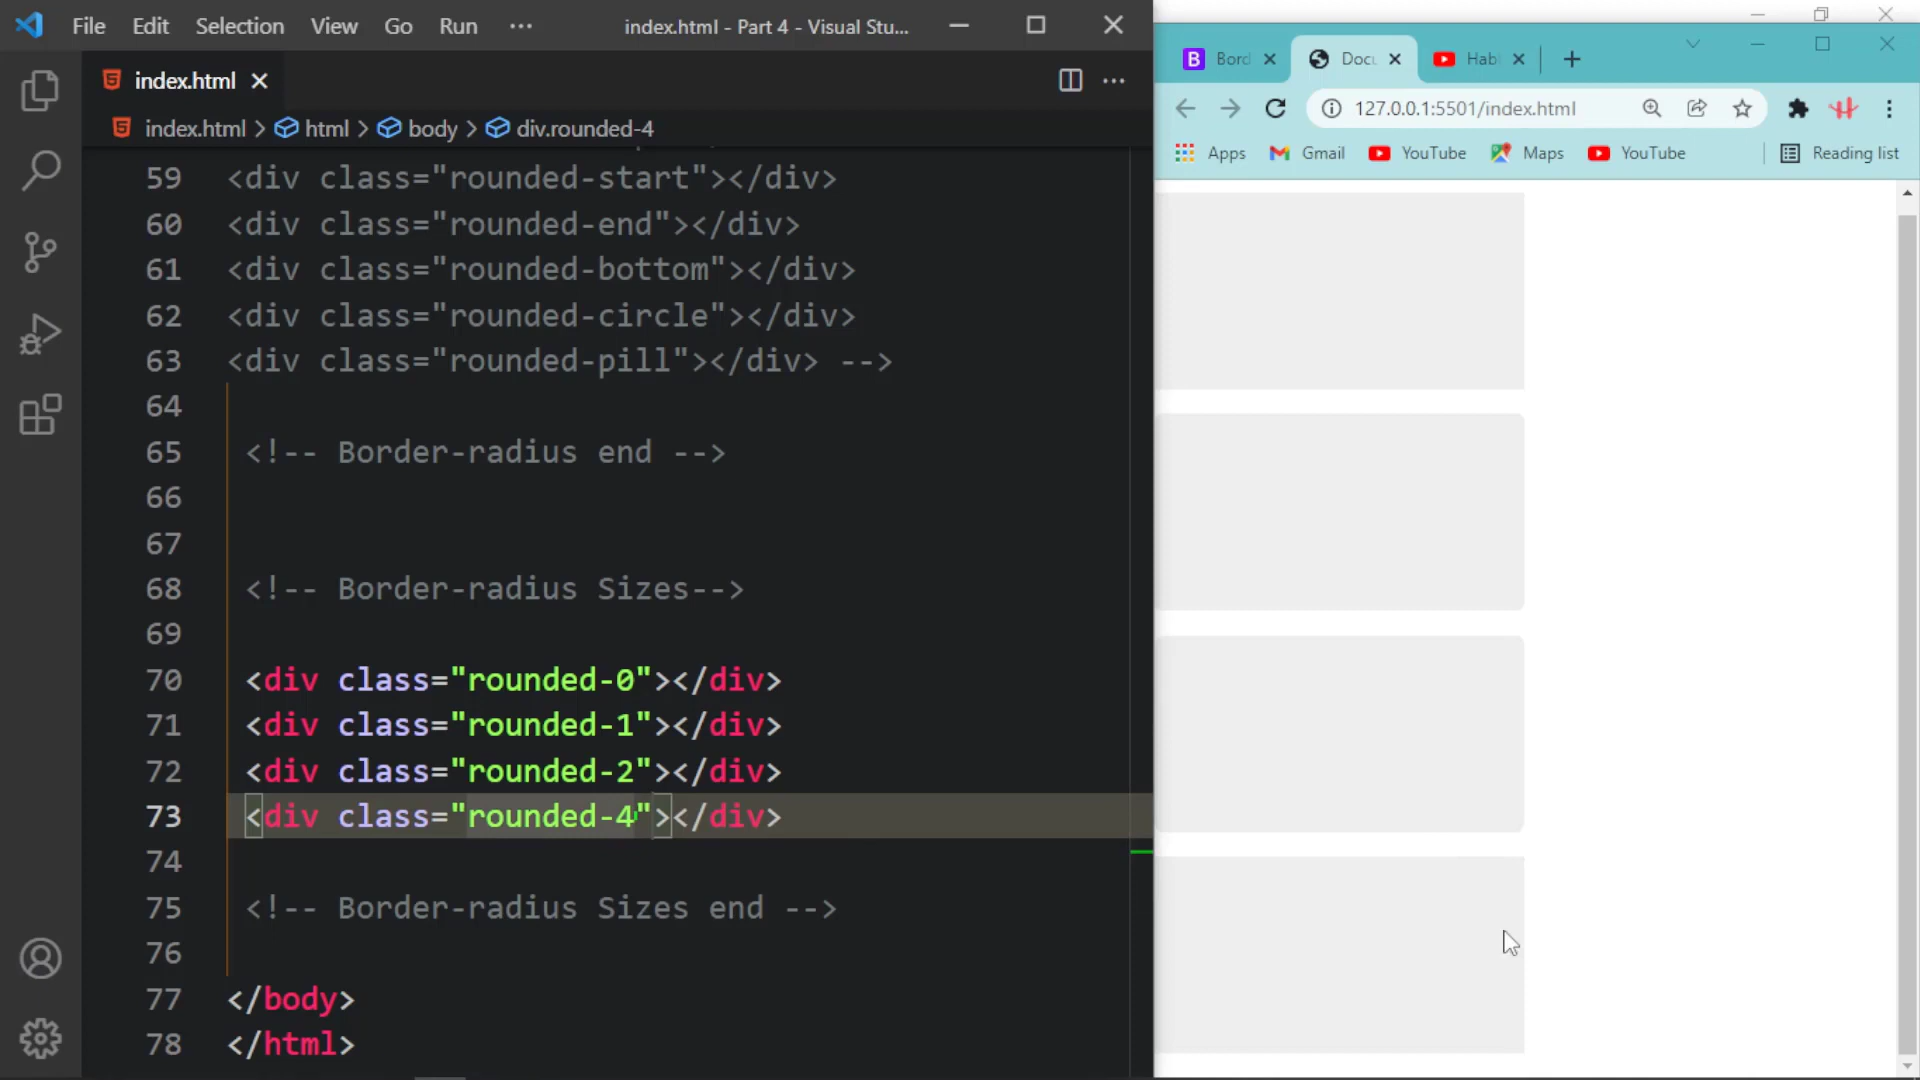 File Edit Selection View Go Run ··· index.html - Part 4 - Visual Stu...
index.html
index.html > html > body > div.rounded-4
59 <div class="rounded-start"></div>
60 <div class="rounded-end"></div>
61 <div class="rounded-bottom"></div>
62 <div class="rounded-circle"></div>
63 <div class="rounded-pill"></div> -->
64
65 <!-- Border-radius end -->
66
67
68 <!-- Border-radius Sizes-->
69
70 <div class="rounded-0"></div>
71 <div class="rounded-1"></div>
72 <div class="rounded-2"></div>
73 <div class="rounded-4"></div>
74
75 <!-- Border-radius Sizes end -->
76
77 </body>
78 </html>
B Bord Docu Hab
127.0.0.1:5501/index.html
Apps Gmail YouTube Maps YouTube Reading list